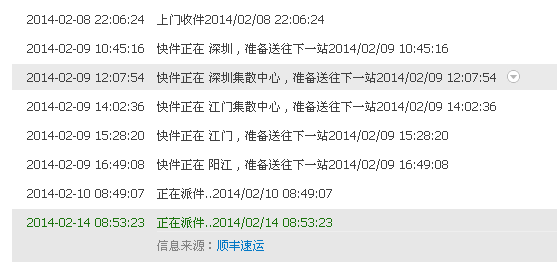 2014-02-08 22:06:24 上门收件2014/02/08 22:06:24
2014-02-09 10:45:16 快件正在 深圳，准备送往下一站2014/02/09 10:45:16
2014-02-09 12:07:54 快件正在 深圳集散中心，准备送往下一站2014/02/09 12:07:54
2014-02-09 14:02:36 快件正在 江门集散中心，准备送往下一站2014/02/09 14:02:36
2014-02-09 15:28:20 快件正在 江门，准备送往下一站2014/02/09 15:28:20
2014-02-09 16:49:08 快件正在 阳江，准备送往下一站2014/02/09 16:49:08
2014-02-10 08:49:07 正在派件..2014/02/10 08:49:07
2014-02-14 08:53:23 正在派件..2014/02/14 08:53:23
信息来源：顺丰速运